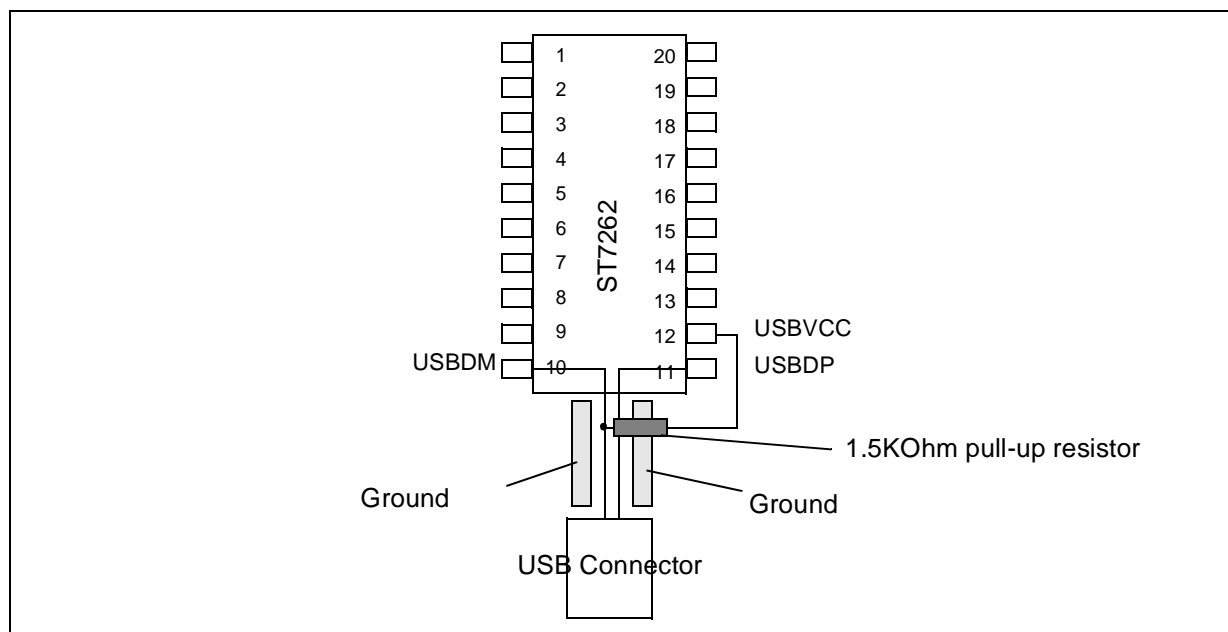 1 20
2 19
3 18
4 17
5 16
6 15
7 14
8 13
9 12 USBVCC
USBDM 10 11 USBDP
ST7262
1.5KOhm pull-up resistor
Ground Ground
USB Connector